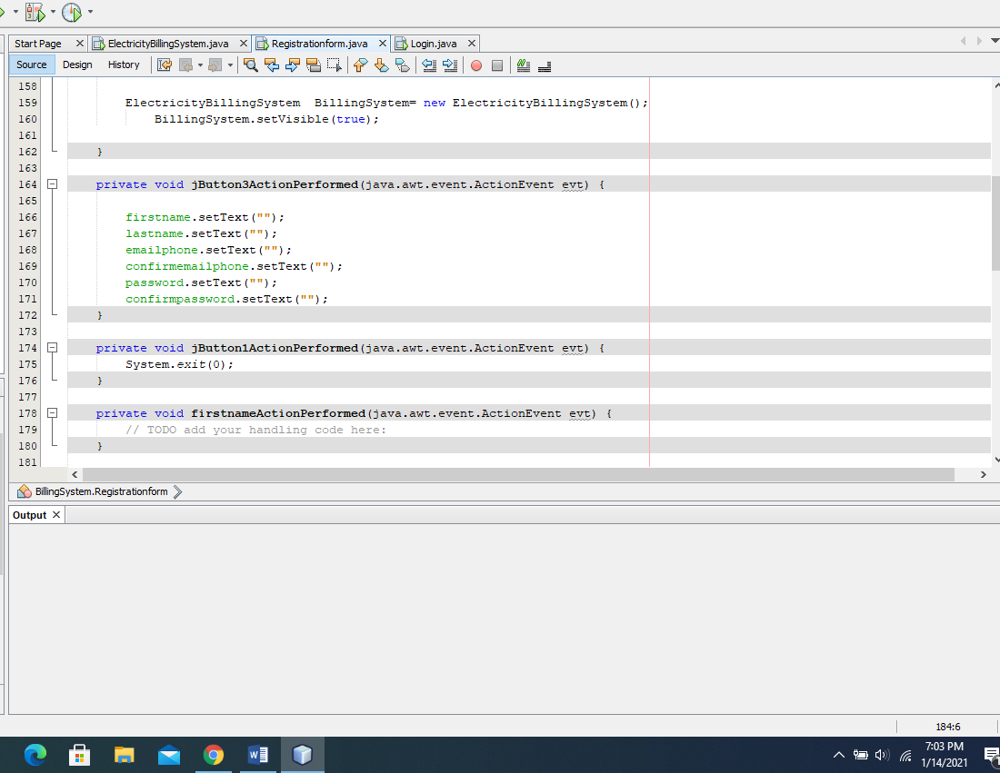 Start Page ElectricityBillingSystem.java Registrationform.java Login.java
Source Design History
158
159 ElectricityBillingSystem BillingSystem= new ElectricityBillingSystem();
160 BillingSystem.setVisible(true);
161
162 }
163
164 private void jButton3ActionPerformed(java.awt.event.ActionEvent evt) {
165
166 firstname.setText("");
167 lastname.setText("");
168 emailphone.setText("");
169 confirmemailphone.setText("");
170 password.setText("");
171 confirmpassword.setText("");
172 }
173
174 private void jButton1ActionPerformed(java.awt.event.ActionEvent evt) {
175 System.exit(0);
176 }
177
178 private void firstnameActionPerformed(java.awt.event.ActionEvent evt) {
179 // TODO add your handling code here:
180 }
181
BillingSystem.Registrationform
Output
184:6
7:03 PM
1/14/2021